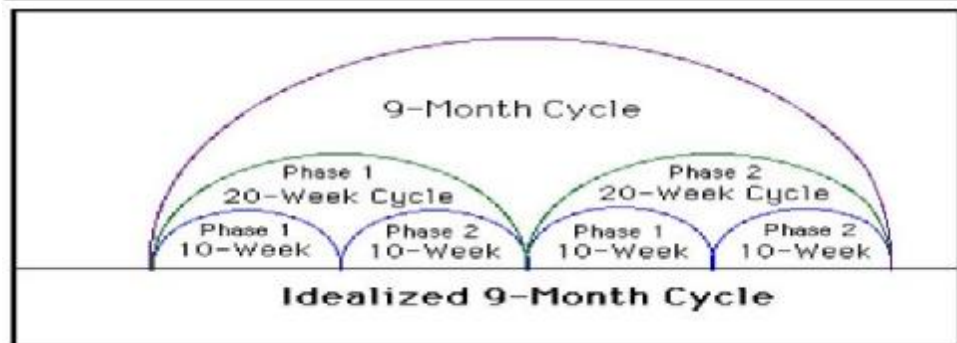 9-Month Cycle
Phase 1
20-Week Cycle
Phase 2
20-Week Cycle
Phase 1
10-Week
Phase 2
10-Week
Phase 1
10-Week
Phase 2
10-Week
Idealized 9-Month Cycle